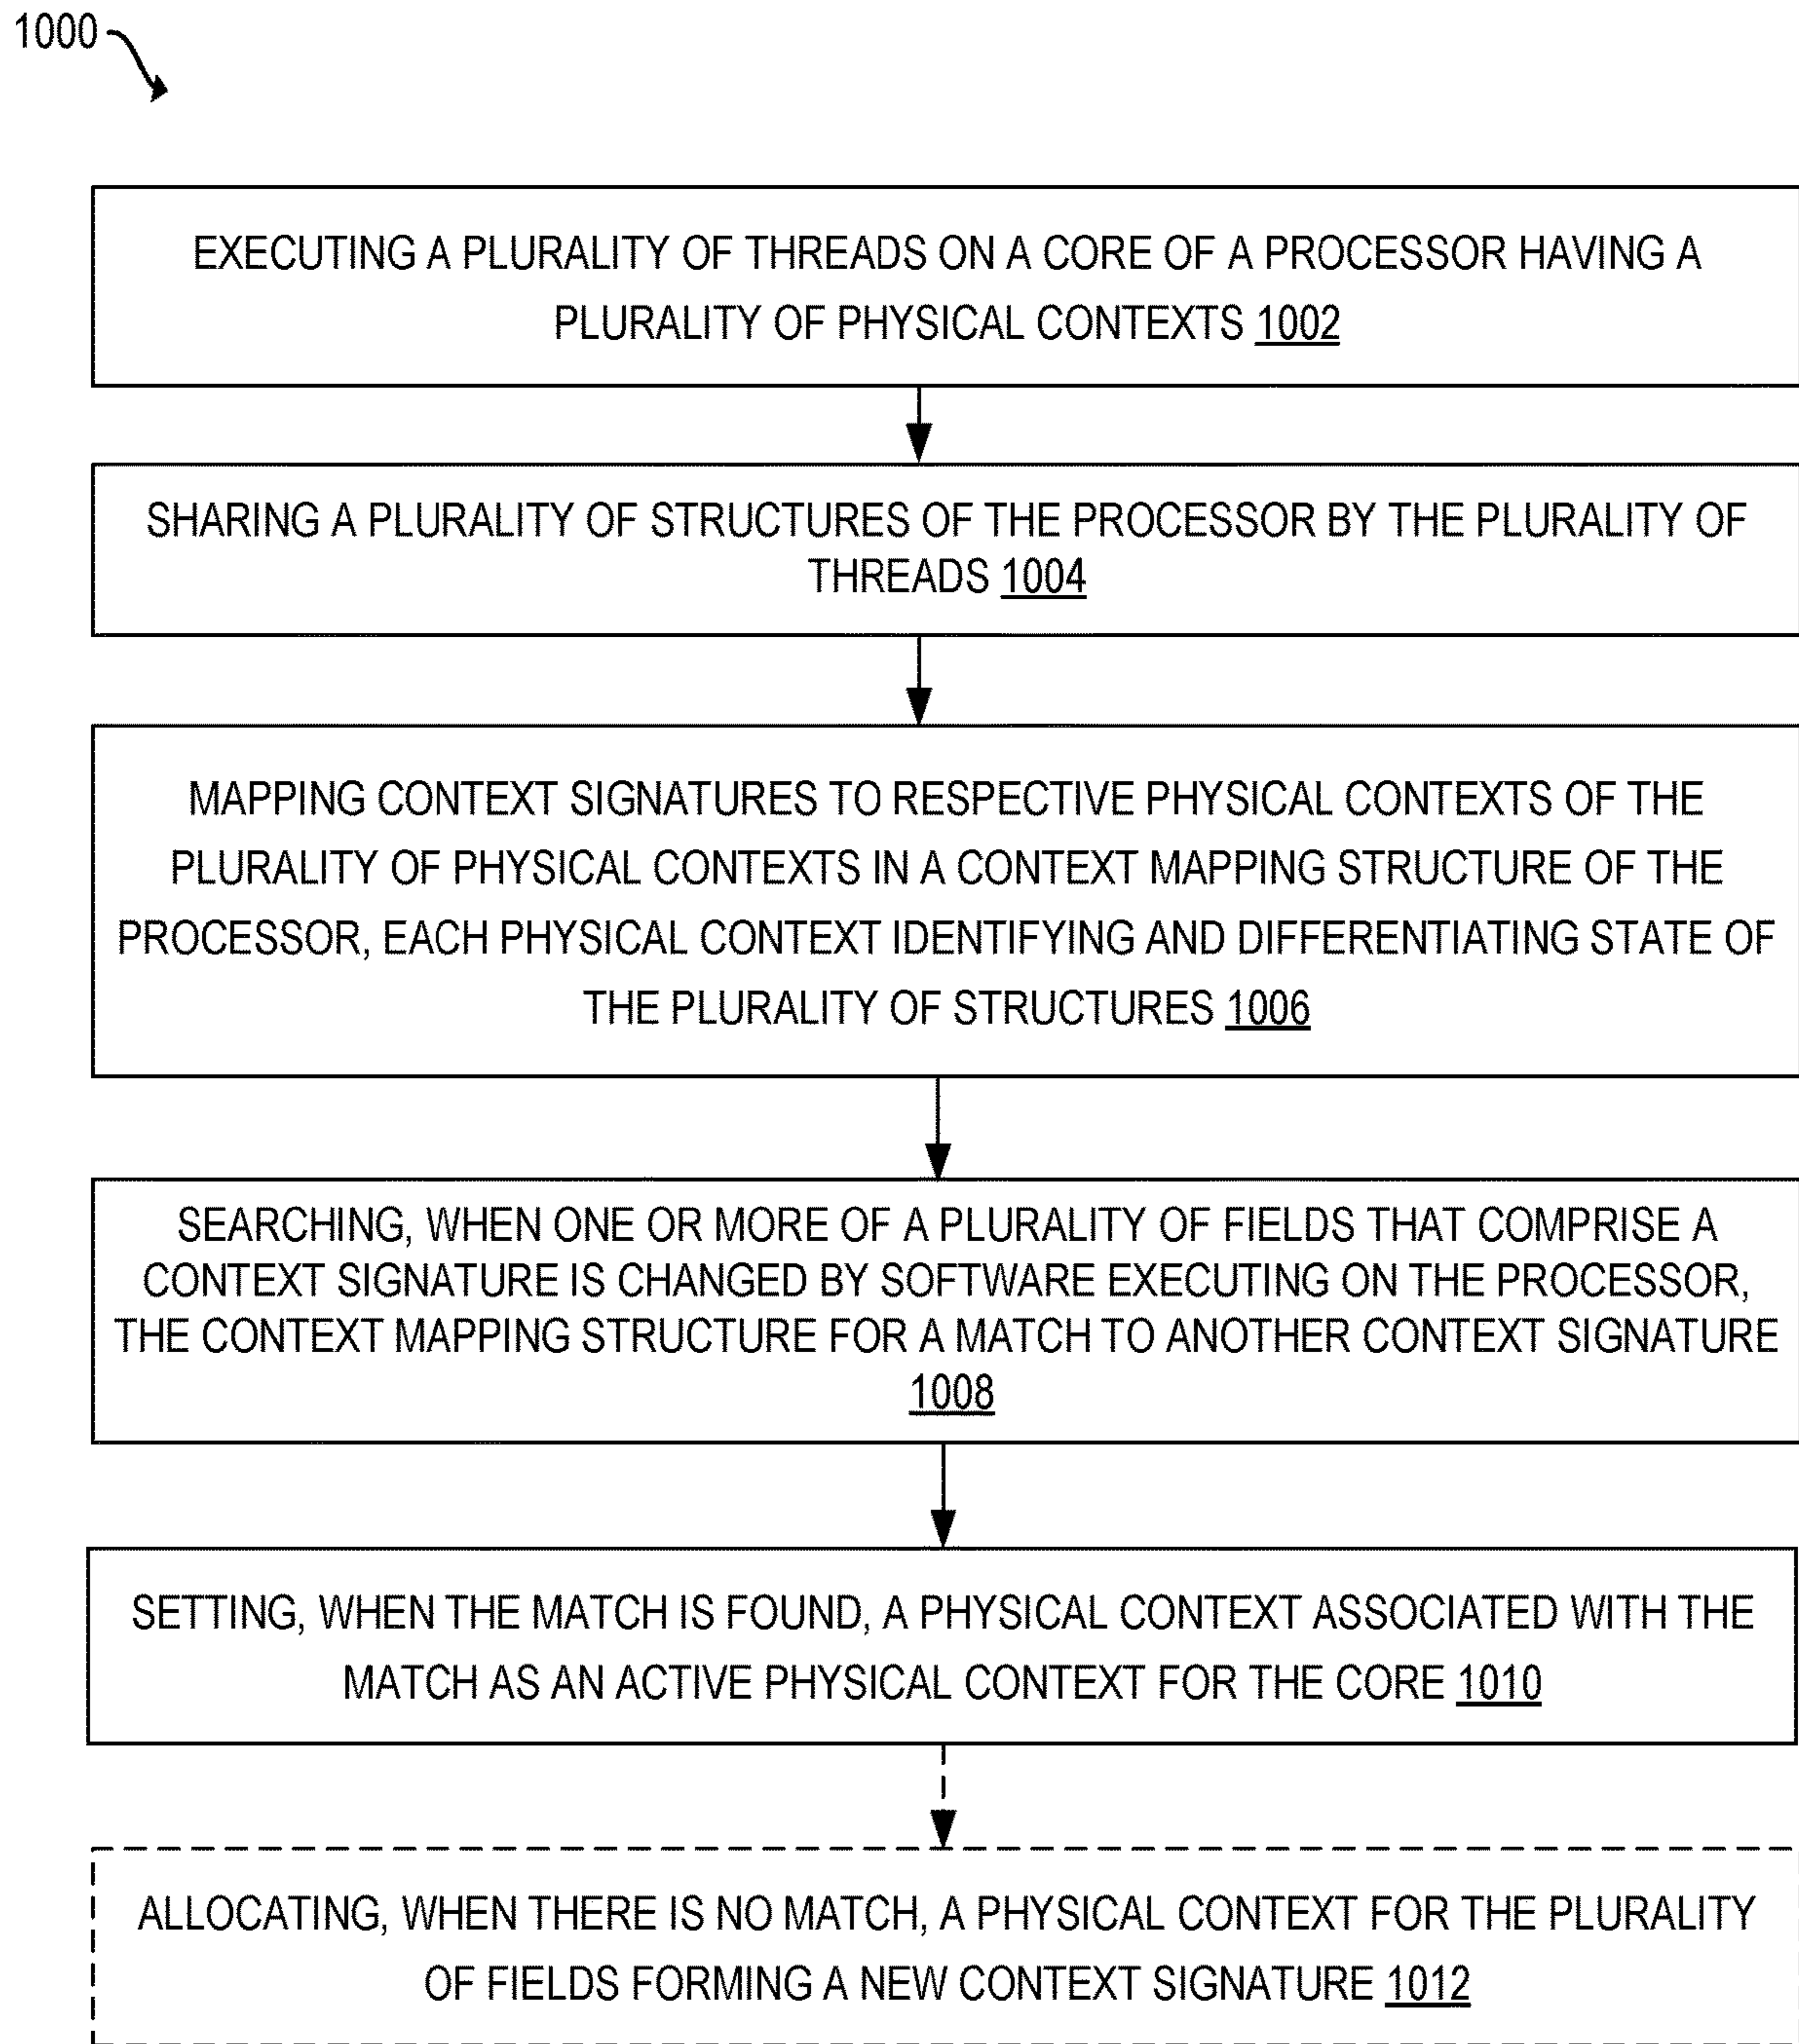 1000
EXECUTING A PLURALITY OF THREADS ON A CORE OF A PROCESSOR HAVING A
PLURALITY OF PHYSICAL CONTEXTS 1002
SHARING A PLURALITY OF STRUCTURES OF THE PROCESSOR BY THE PLURALITY OF
THREADS 1004
MAPPING CONTEXT SIGNATURES TO RESPECTIVE PHYSICAL CONTEXTS OF THE
PLURALITY OF PHYSICAL CONTEXTS IN A CONTEXT MAPPING STRUCTURE OF THE
PROCESSOR, EACH PHYSICAL CONTEXT IDENTIFYING AND DIFFERENTIATING STATE OF
THE PLURALITY OF STRUCTURES 1006
SEARCHING, WHEN ONE OR MORE OF A PLURALITY OF FIELDS THAT COMPRISE A
CONTEXT SIGNATURE IS CHANGED BY SOFTWARE EXECUTING ON THE PROCESSOR,
THE CONTEXT MAPPING STRUCTURE FOR A MATCH TO ANOTHER CONTEXT SIGNATURE
1008
SETTING, WHEN THE MATCH IS FOUND, A PHYSICAL CONTEXT ASSOCIATED WITH THE
MATCH AS AN ACTIVE PHYSICAL CONTEXT FOR THE CORE 1010
ALLOCATING, WHEN THERE IS NO MATCH, A PHYSICAL CONTEXT FOR THE PLURALITY
OF FIELDS FORMING A NEW CONTEXT SIGNATURE 1012